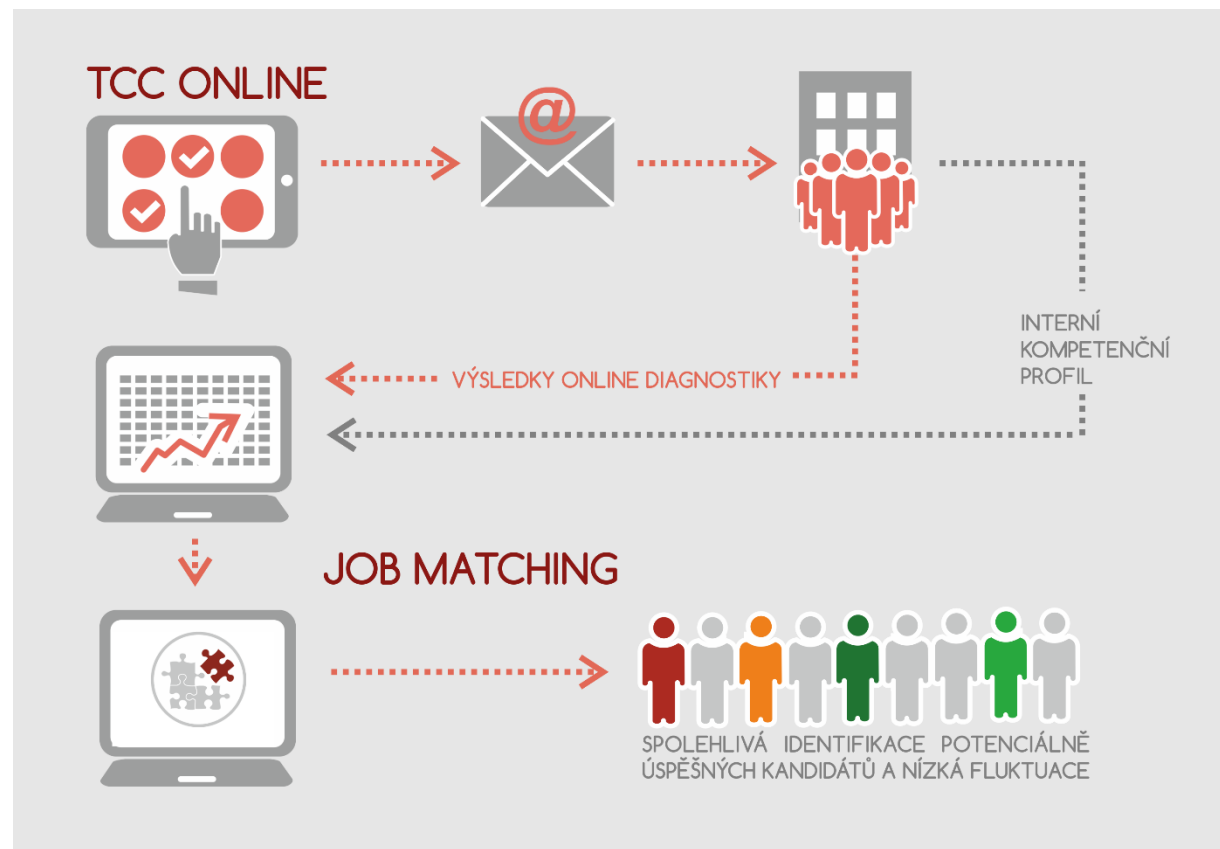 TCC ONLINE
@
INTERNÍ
KOMPETENČNÍ
PROFIL
VÝSLEDKY ONLINE DIAGNOSTIKY
JOB MATCHING
SPOLEHLIVÁ IDENTIFIKACE POTENCIÁLNĚ
ÚSPĚŠNÝCH KANDIDÁTŮ A NÍZKÁ FLUKTUACE